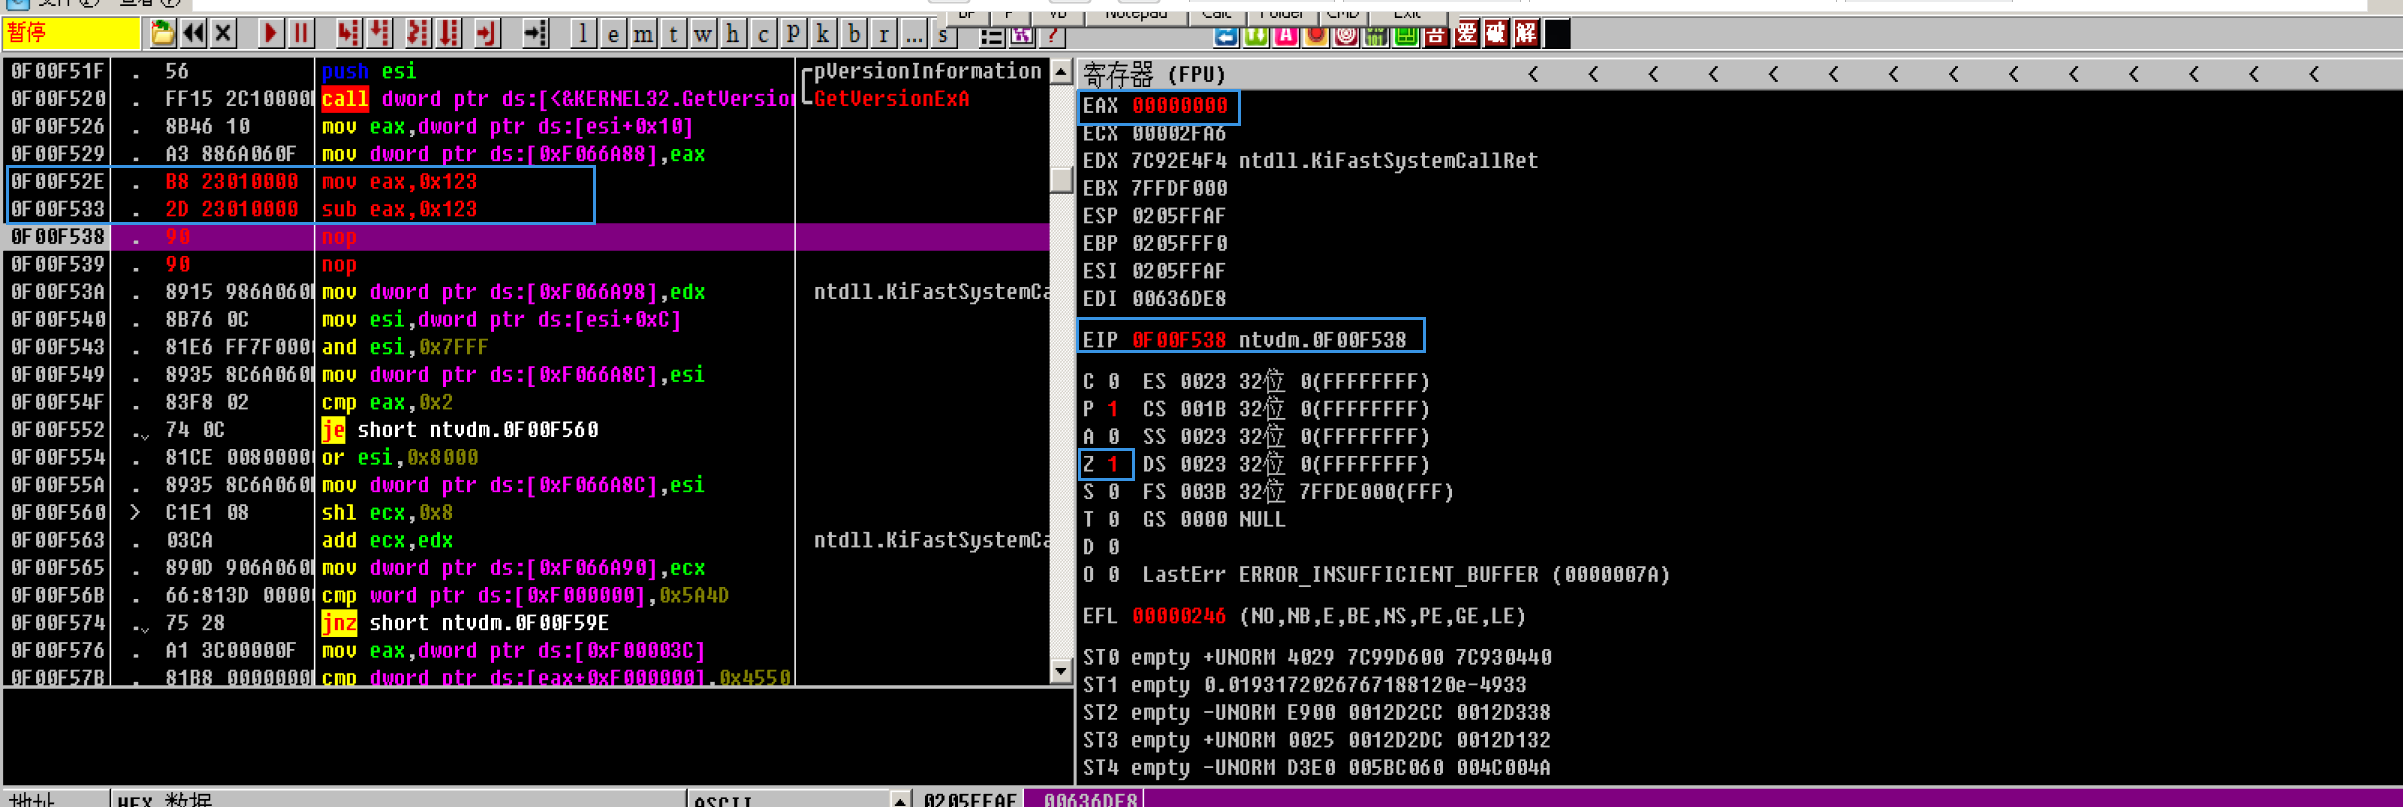 暂停
l e m t w h c p k b r ... s ?
BP P VB Notepad Calc Folder CMD Exit
吾 爱 破 解
0F00F51F . 56 push esi ┌pVersionInformation
0F00F520 . FF15 2C10000 call dword ptr ds:[<&KERNEL32.GetVersion └GetVersionExA
0F00F526 . 8B46 10 mov eax,dword ptr ds:[esi+0x10]
0F00F529 . A3 886A060F mov dword ptr ds:[0xF066A88],eax
0F00F52E . B8 23010000 mov eax,0x123
0F00F533 . 2D 23010000 sub eax,0x123
0F00F538 . 90 nop
0F00F539 . 90 nop
0F00F53A . 8915 986A060 mov dword ptr ds:[0xF066A98],edx ntdll.KiFastSystemCa
0F00F540 . 8B76 0C mov esi,dword ptr ds:[esi+0xC]
0F00F543 . 81E6 FF7F000 and esi,0x7FFF
0F00F549 . 8935 8C6A060 mov dword ptr ds:[0xF066A8C],esi
0F00F54F . 83F8 02 cmp eax,0x2
0F00F552 . 74 0C je short ntvdm.0F00F560
0F00F554 . 81CE 0080000 or esi,0x8000
0F00F55A . 8935 8C6A060 mov dword ptr ds:[0xF066A8C],esi
0F00F560 > C1E1 08 shl ecx,0x8
0F00F563 . 03CA add ecx,edx ntdll.KiFastSystemCa
0F00F565 . 890D 906A060 mov dword ptr ds:[0xF066A90],ecx
0F00F56B . 66:813D 0000 cmp word ptr ds:[0xF000000],0x5A4D
0F00F574 . 75 28 jnz short ntvdm.0F00F59E
0F00F576 . A1 3C00000F mov eax,dword ptr ds:[0xF00003C]
0F00F57B . 81B8 0000000 cmp dword ptr ds:[eax+0xF000000],0x4550
寄存器 (FPU) < < < < < < < < < < < < < <
EAX 00000000
ECX 00002FA6
EDX 7C92E4F4 ntdll.KiFastSystemCallRet
EBX 7FFDF000
ESP 0205FFAF
EBP 0205FFF0
ESI 0205FFAF
EDI 00636DE8
EIP 0F00F538 ntvdm.0F00F538
C 0 ES 0023 32位 0(FFFFFFFF)
P 1 CS 001B 32位 0(FFFFFFFF)
A 0 SS 0023 32位 0(FFFFFFFF)
Z 1 DS 0023 32位 0(FFFFFFFF)
S 0 FS 003B 32位 7FFDE000(FFF)
T 0 GS 0000 NULL
D 0
O 0 LastErr ERROR_INSUFFICIENT_BUFFER (0000007A)
EFL 00000246 (NO,NB,E,BE,NS,PE,GE,LE)
ST0 empty +UNORM 4029 7C99D600 7C930440
ST1 empty 0.0193172026767188120e-4933
ST2 empty -UNORM E900 0012D2CC 0012D338
ST3 empty +UNORM 0025 0012D2DC 0012D132
ST4 empty -UNORM D3E0 005BC060 004C004A
地址 HEX 数据 ASCII 0205FFAF 00636DE8